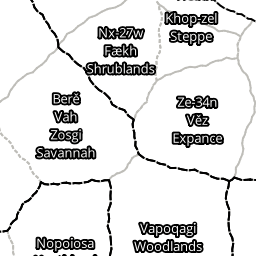 Khop-zel
Steppe
Nx-27w
Fækh
Shrublands
Berě
Vah
Zosgi
Savannah
Ze-34n
Věz
Expance
Vapoqagi
Woodlands
Nopoiosa